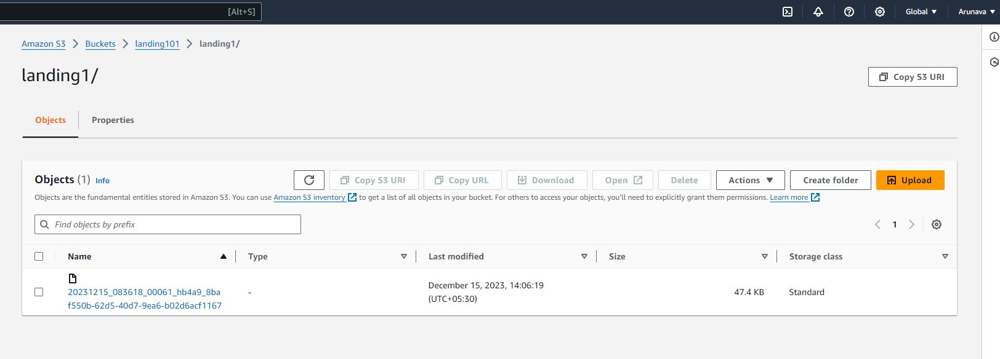 [Alt+S]
Global
Arunava
Amazon S3
Buckets
landing101
landing1/
landing1/
Copy S3 URI
Objects
Properties
Objects (1) Info
Copy S3 URI
Copy URL
Download
Open
Delete
Actions
Create folder
Upload
Objects are the fundamental entities stored in Amazon S3. You can use Amazon S3 inventory to get a list of all objects in your bucket. For others to access your objects, you'll need to explicitly grant them permissions. Learn more
Find objects by prefix
1
Name
Type
Last modified
Size
Storage class
20231215_083618_00061_hb4a9_8ba
f550b-62d5-40d7-9ea6-b02d6acf1167
-
December 15, 2023, 14:06:19
(UTC+05:30)
47.4 KB
Standard